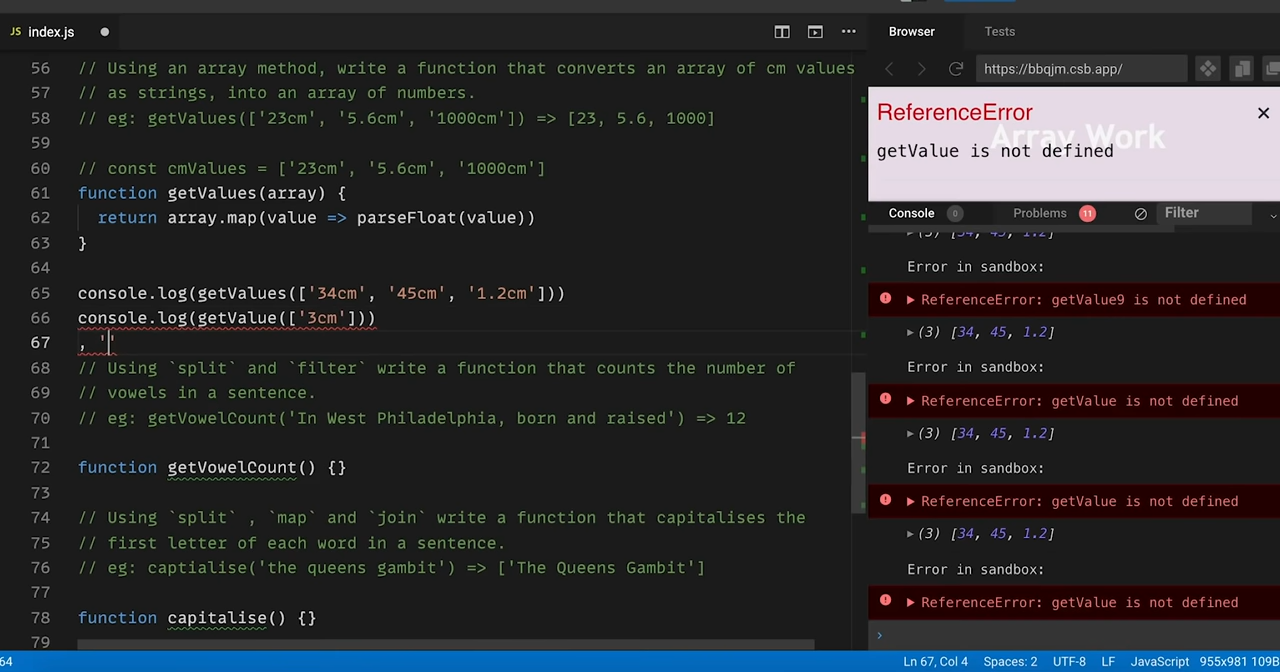 JS index.js
56 // Using an array method, write a function that converts an array of cm values
57 // as strings, into an array of numbers.
58 // eg: getValues(['23cm', '5.6cm', '1000cm']) => [23, 5.6, 1000]
59
60 // const cmValues = ['23cm', '5.6cm', '1000cm']
61 function getValues(array) {
62 return array.map(value => parseFloat(value))
63 }
64
65 console.log(getValues(['34cm', '45cm', '1.2cm']))
66 console.log(getValue(['3cm']))
67 , ''
68 // Using `split` and `filter` write a function that counts the number of
69 // vowels in a sentence.
70 // eg: getVowelCount('In West Philadelphia, born and raised') => 12
71
72 function getVowelCount() {}
73
74 // Using `split` , `map` and `join` write a function that capitalises the
75 // first letter of each word in a sentence.
76 // eg: captialise('the queens gambit') => ['The Queens Gambit']
77
78 function capitalise() {}
79
Browser Tests
https://bbqjm.csb.app/
ReferenceError
Array Work
getValue is not defined
Console 0 Problems 11 Filter
(3) [34, 45, 1.2]
Error in sandbox:
ReferenceError: getValue9 is not defined
(3) [34, 45, 1.2]
Error in sandbox:
ReferenceError: getValue is not defined
(3) [34, 45, 1.2]
Error in sandbox:
ReferenceError: getValue is not defined
(3) [34, 45, 1.2]
Error in sandbox:
ReferenceError: getValue is not defined
64 Ln 67, Col 4 Spaces: 2 UTF-8 LF JavaScript 955x981 109B